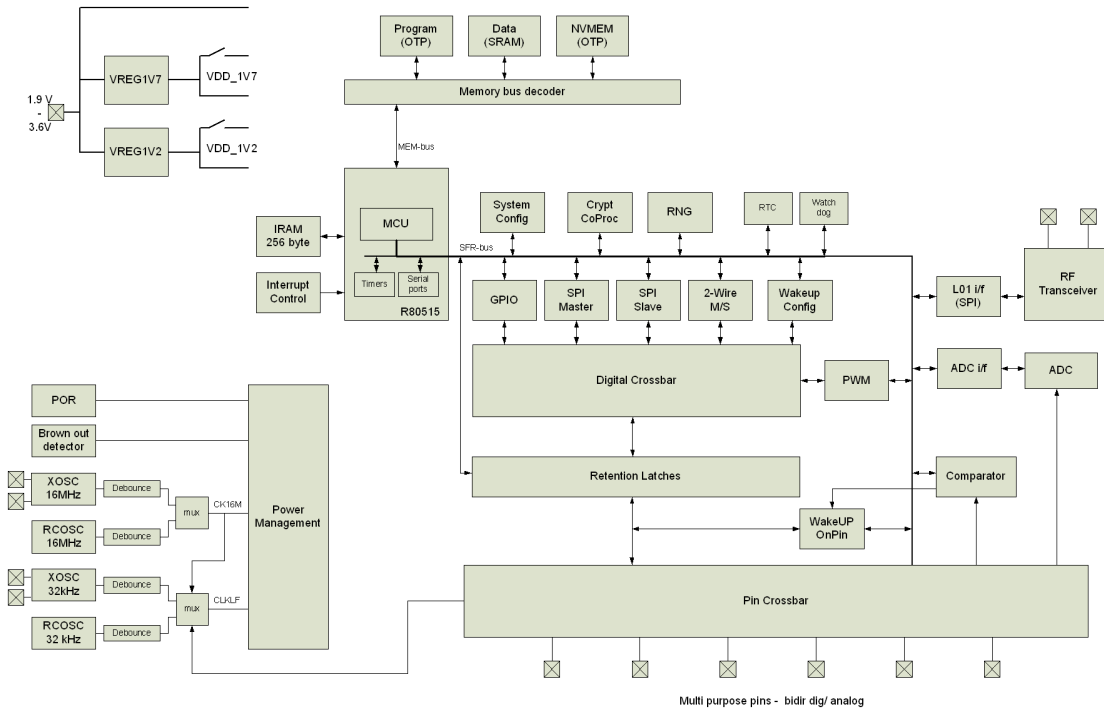 Program
(OTP)
Data
(SRAM)
NVMEM
(OTP)
Memory bus decoder
VREG1V7
VDD_1V7
1.9 V
-
3.6V
VREG1V2
VDD_1V2
MEM-bus
MCU
IRAM
256 byte
Interrupt
Control
Timers
Serial
ports
R80515
SFR-bus
System
Config
Crypt
CoProc
RNG
RTC
Watch
dog
GPIO
SPI
Master
SPI
Slave
2-Wire
M/S
Wakeup
Config
L01 i/f
(SPI)
RF
Transceiver
Digital Crossbar
PWM
ADC i/f
ADC
POR
Brown out
detector
XOSC
16MHz
Debounce
RCOSC
16MHz
Debounce
mux
CK16M
Power
Management
XOSC
32kHz
Debounce
RCOSC
32 kHz
Debounce
mux
CLKLF
Retention Latches
Comparator
WakeUP
OnPin
Pin Crossbar
Multi purpose pins - bidir dig/ analog